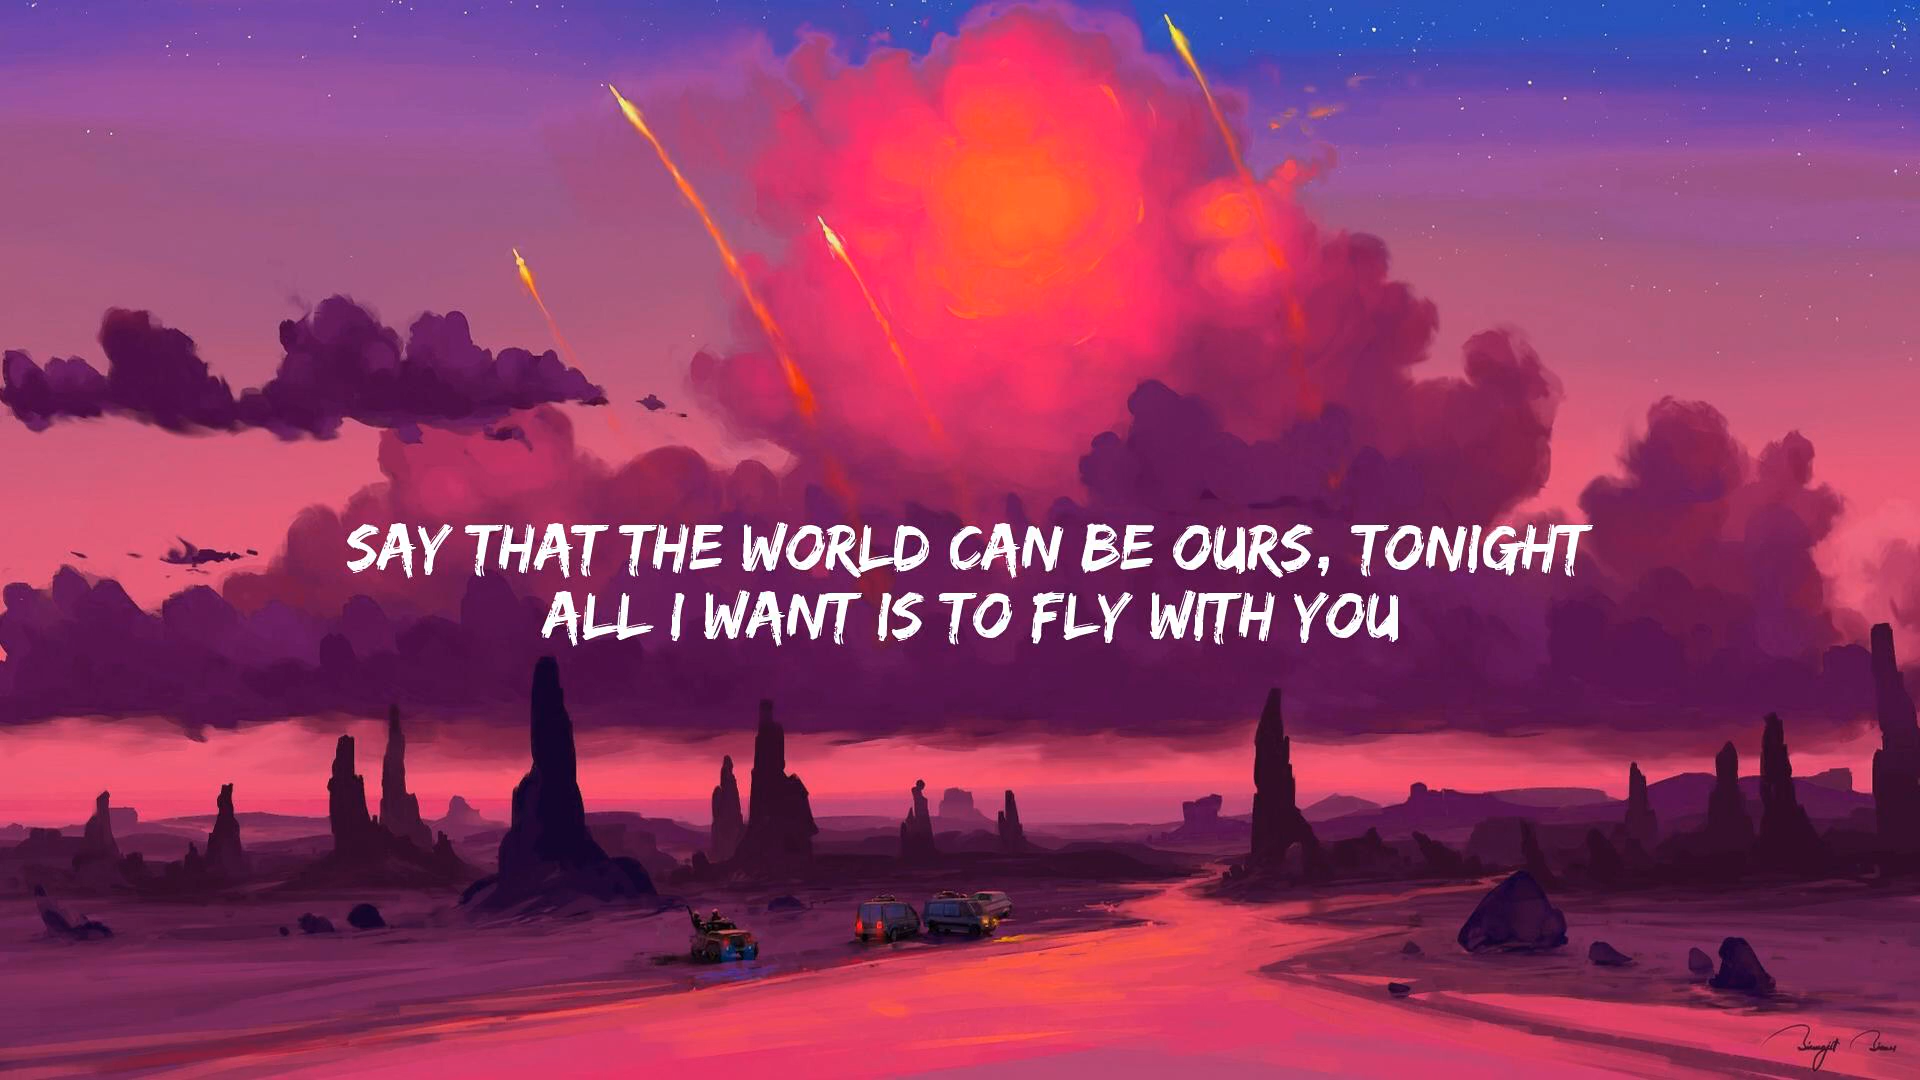 SAY THAT THE WORLD CAN BE OURS, TONIGHT
ALL I WANT IS TO FLY WITH YOU